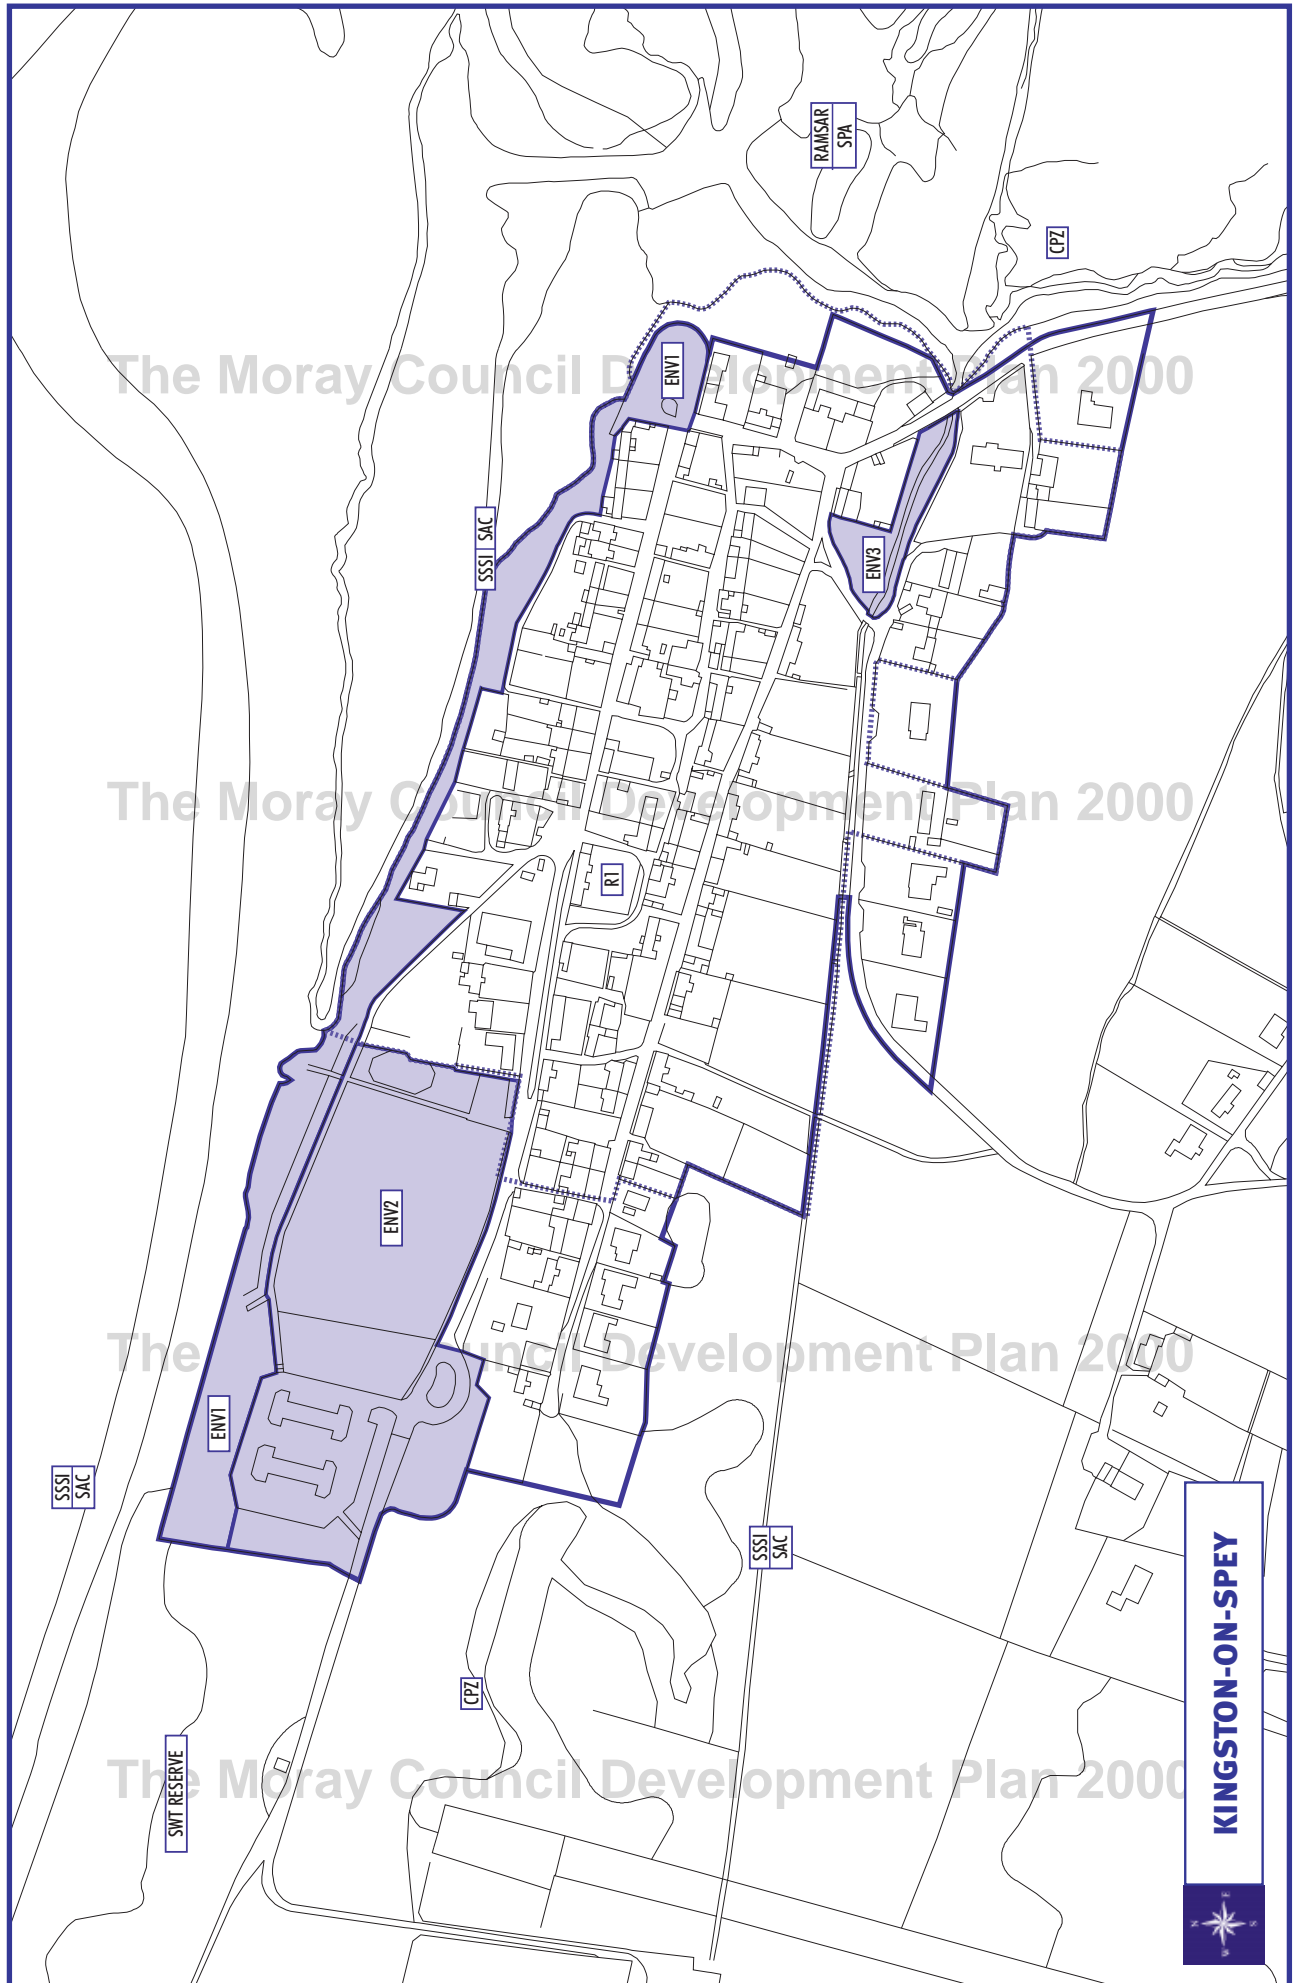 RAMSAR
SPA
CPZ
The Moray Council Development Plan 2000
ENV1
SSSI SAC
ENV3
The Moray Council Development Plan 2000
R1
ENV2
The Moray Council Development Plan 2000
ENV1
SSSI
SAC
SSSI
SAC
CPZ
SWT RESERVE
The Moray Council Development Plan 2000
KINGSTON-ON-SPEY
N
E
S
W